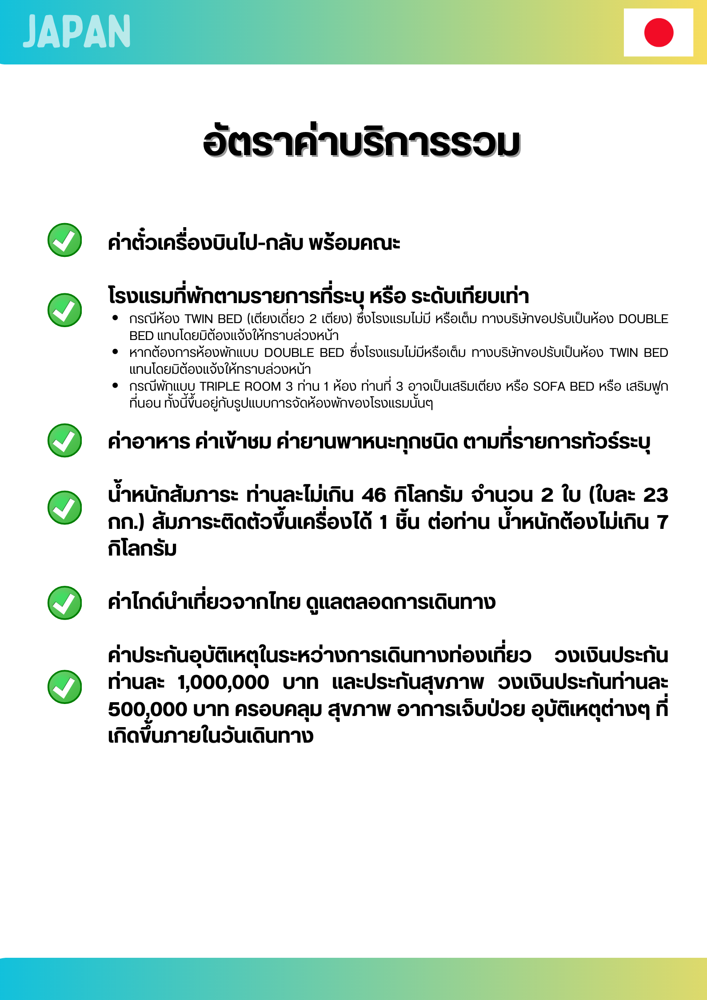 JAPAN
อัตราค่าบริการรวม
ค่าตั๋วเครื่องบินไป-กลับ พร้อมคณะ
โรงแรมที่พักตามรายการที่ระบุ หรือ ระดับเทียบเท่า
• กรณีห้อง TWIN BED (เตียงเดี่ยว 2 เตียง) ซึ่งโรงแรมไม่มี หรือเต็ม ทางบริษัทขอปรับเป็นห้อง DOUBLE
BED แทนโดยมิต้องแจ้งให้ทราบล่วงหน้า
• หากต้องการห้องพักแบบ DOUBLE BED ซึ่งโรงแรมไม่มีหรือเต็ม ทางบริษัทขอปรับเป็นห้อง TWIN BED
แทนโดยมิต้องแจ้งให้ทราบล่วงหน้า
• กรณีพักแบบ TRIPLE ROOM 3 ท่าน 1 ห้อง ท่านที่ 3 อาจเป็นเสริมเตียง หรือ SOFA BED หรือ เสริมฟูก
ที่นอน ทั้งนี้ขึ้นอยู่กับรูปแบบการจัดห้องพักของโรงแรมนั้นๆ
ค่าอาหาร ค่าเข้าชม ค่ายานพาหนะทุกชนิด ตามที่รายการทัวร์ระบุ
น้ำหนักสัมภาระ ท่านละไม่เกิน 46 กิโลกรัม จำนวน 2 ใบ (ใบละ 23
กก.) สัมภาระติดตัวขึ้นเครื่องได้ 1 ชิ้น ต่อท่าน น้ำหนักต้องไม่เกิน 7
กิโลกรัม
ค่าไกด์นำเที่ยวจากไทย ดูแลตลอดการเดินทาง
ค่าประกันอุบัติเหตุในระหว่างการเดินทางท่องเที่ยว วงเงินประกัน
ท่านละ 1,000,000 บาท และประกันสุขภาพ วงเงินประกันท่านละ
500,000 บาท ครอบคลุม สุขภาพ อาการเจ็บป่วย อุบัติเหตุต่างๆ ที่
เกิดขึ้นภายในวันเดินทาง